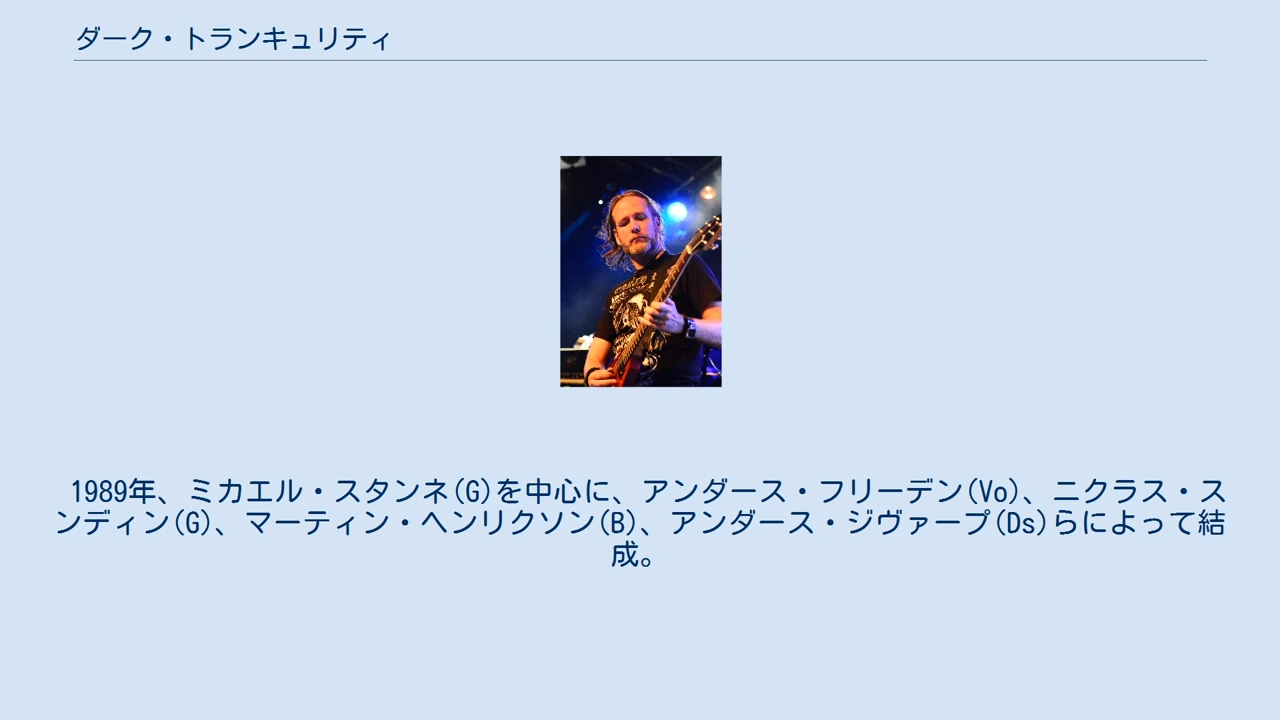 ダーク・トランキュリティ
1989年、ミカエル・スタンネ(G)を中心に、アンダース・フリーデン(Vo)、ニクラス・ス
ンディン(G)、マーティン・ヘンリクソン(B)、アンダース・ジヴァープ(Ds)らによって結
成。